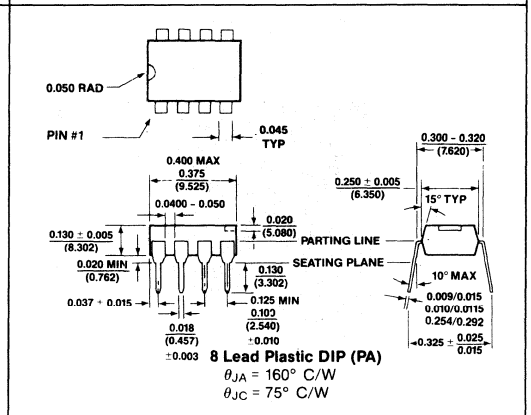 0.050 RAD
PIN #1
0.045
TYP
0.400 MAX
0.375
(9.525)
0.0400 - 0.050
0.130 ± 0.005
(8.302)
0.020 MIN
(0.762)
0.037 + 0.015
0.018
(0.457)
±0.003
0.020
(5.080)
PARTING LINE
SEATING PLANE
0.130
(3.302)
0.125 MIN
0.100
(2.540)
±0.010
0.300 - 0.320
(7.620)
0.250 ± 0.005
(6.350)
15° TYP
10° MAX
0.009/0.015
0.010/0.0115
0.254/0.292
0.325 ± 0.025
0.015
8 Lead Plastic DIP (PA)
θJA = 160° C/W
θJC = 75° C/W